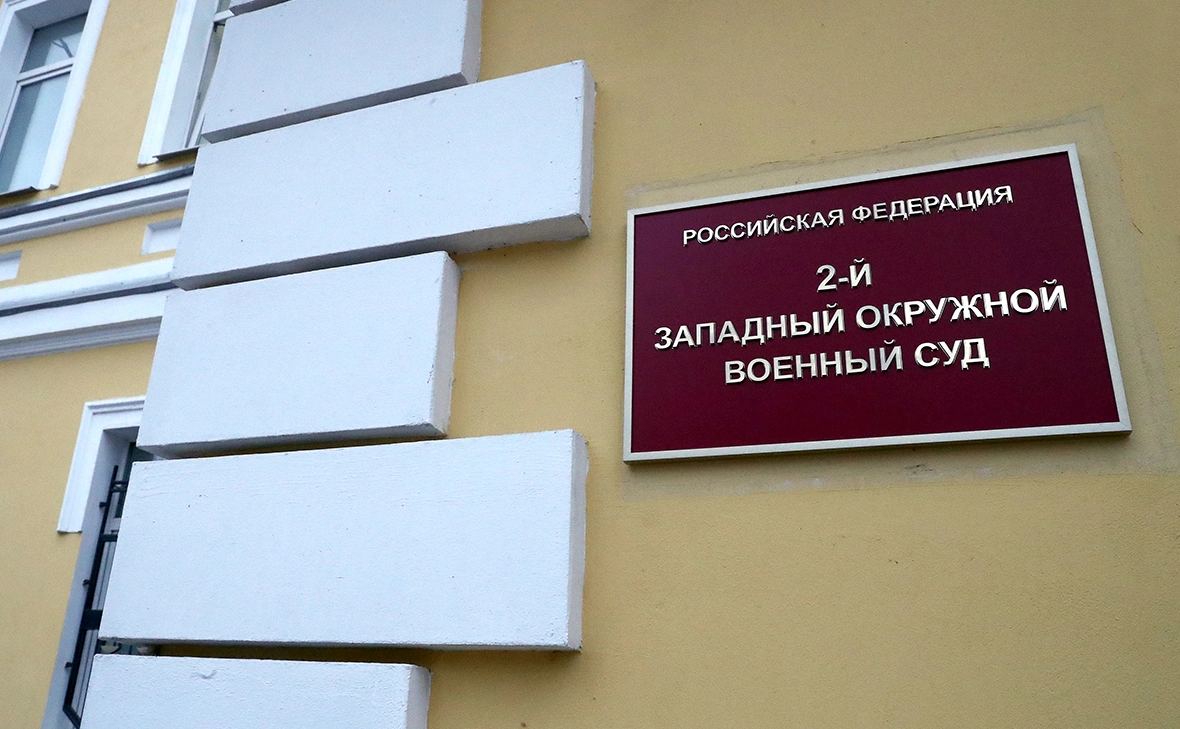 РОССИЙСКАЯ ФЕДЕРАЦИЯ
2-Й
ЗАПАДНЫЙ ОКРУЖНОЙ
ВОЕННЫЙ СУД